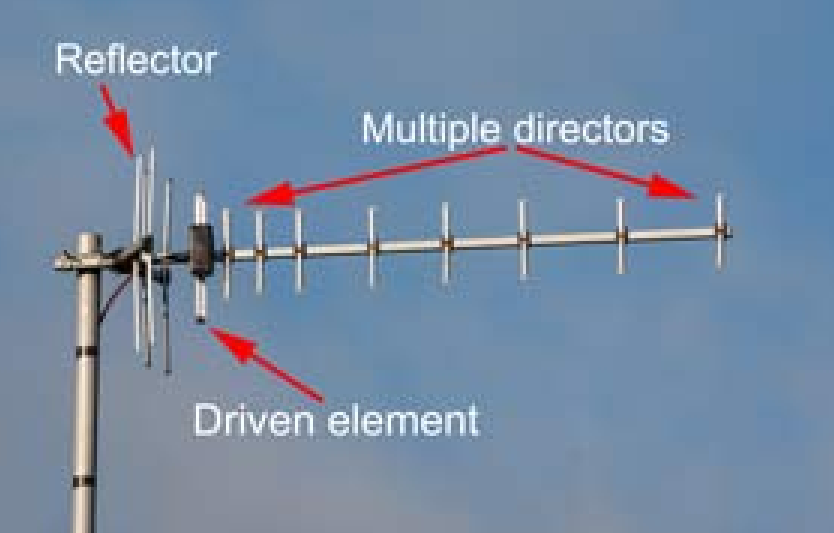 Reflector
Multiple directors
Driven element